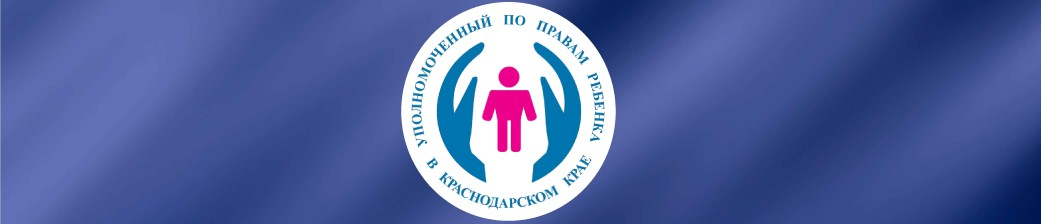 УПОЛНОМОЧЕННЫЙ ПО ПРАВАМ РЕБЕНКА
В КРАСНОДАРСКОМ КРАЕ